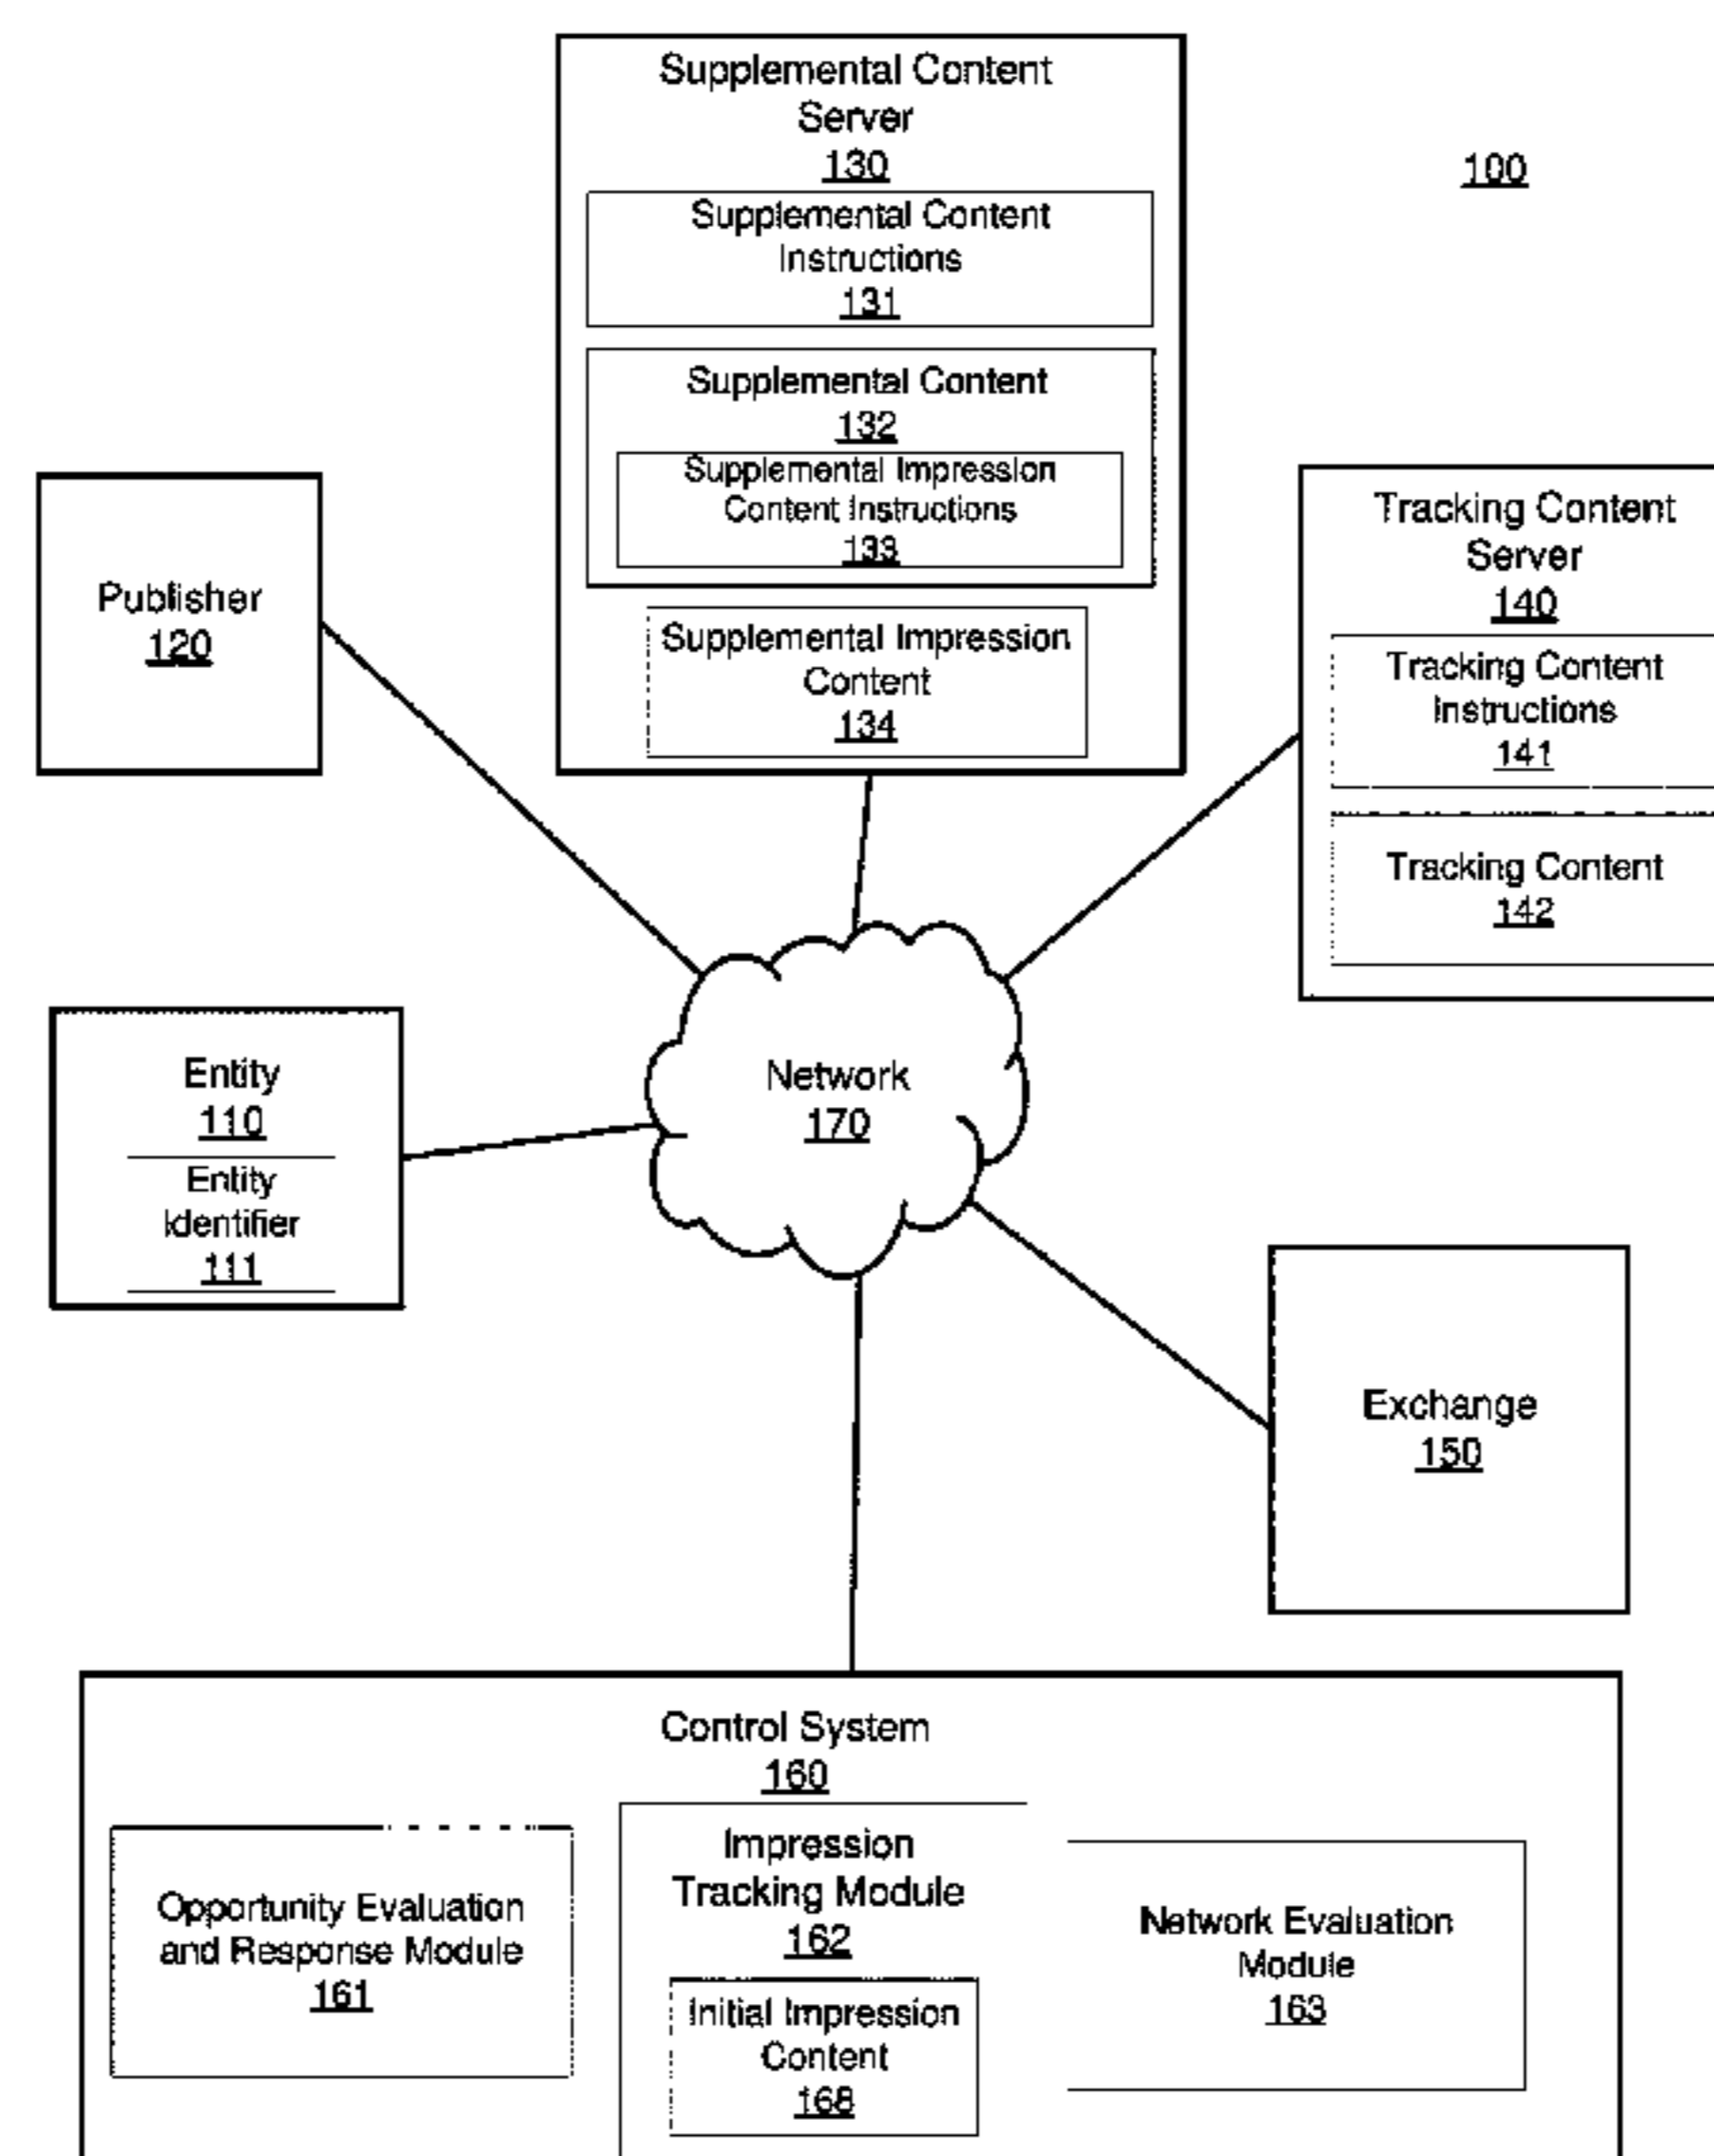 Supplemental Content
Server
130
100
Supplemental Content
Instructions
131
Supplemental Content
132
Supplemental Impression
Content Instructions
133
Supplemental Impression
Content
134
Publisher
120
Tracking Content
Server
140
Tracking Content
Instructions
141
Tracking Content
142
Entity
110
Entity
Identifier
111
Network
170
Exchange
150
Control System
160
Opportunity Evaluation
and Response Module
161
Impression
Tracking Module
162
Initial Impression
Content
168
Network Evaluation
Module
163